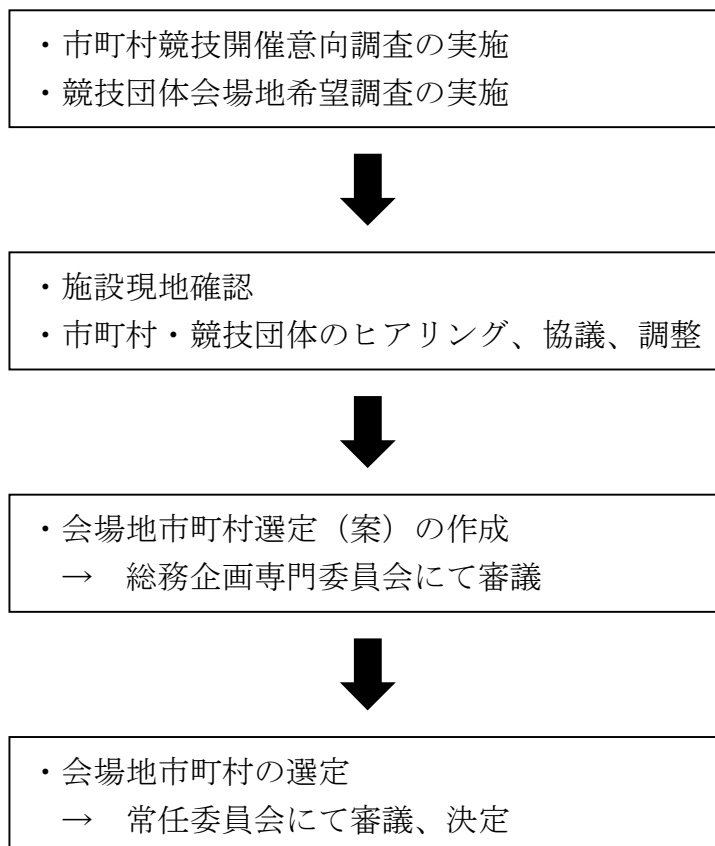 ・市町村競技開催意向調査の実施
・競技団体会場地希望調査の実施
・施設現地確認
・市町村・競技団体のヒアリング、協議、調整
・会場地市町村選定（案）の作成
→　総務企画専門委員会にて審議
・会場地市町村の選定
→　常任委員会にて審議、決定